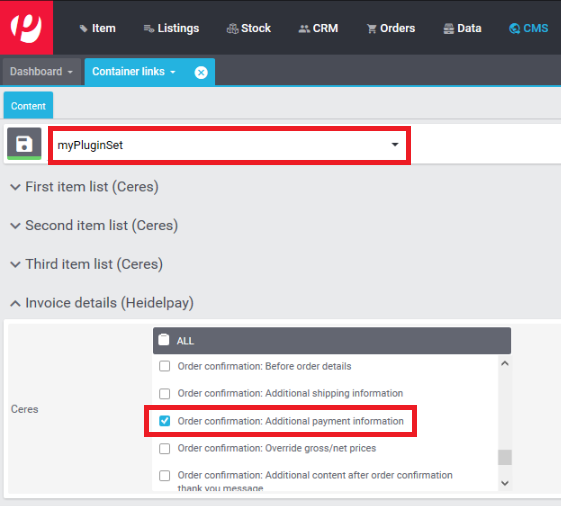 Item Listings Stock CRM Orders Data CMS
Dashboard Container links
Content
myPluginSet
First item list (Ceres)
Second item list (Ceres)
Third item list (Ceres)
Invoice details (Heidelpay)
ALL
Order confirmation: Before order details
Order confirmation: Additional shipping information
Ceres
Order confirmation: Additional payment information
Order confirmation: Override gross/net prices
Order confirmation: Additional content after order confirmation
thank you message